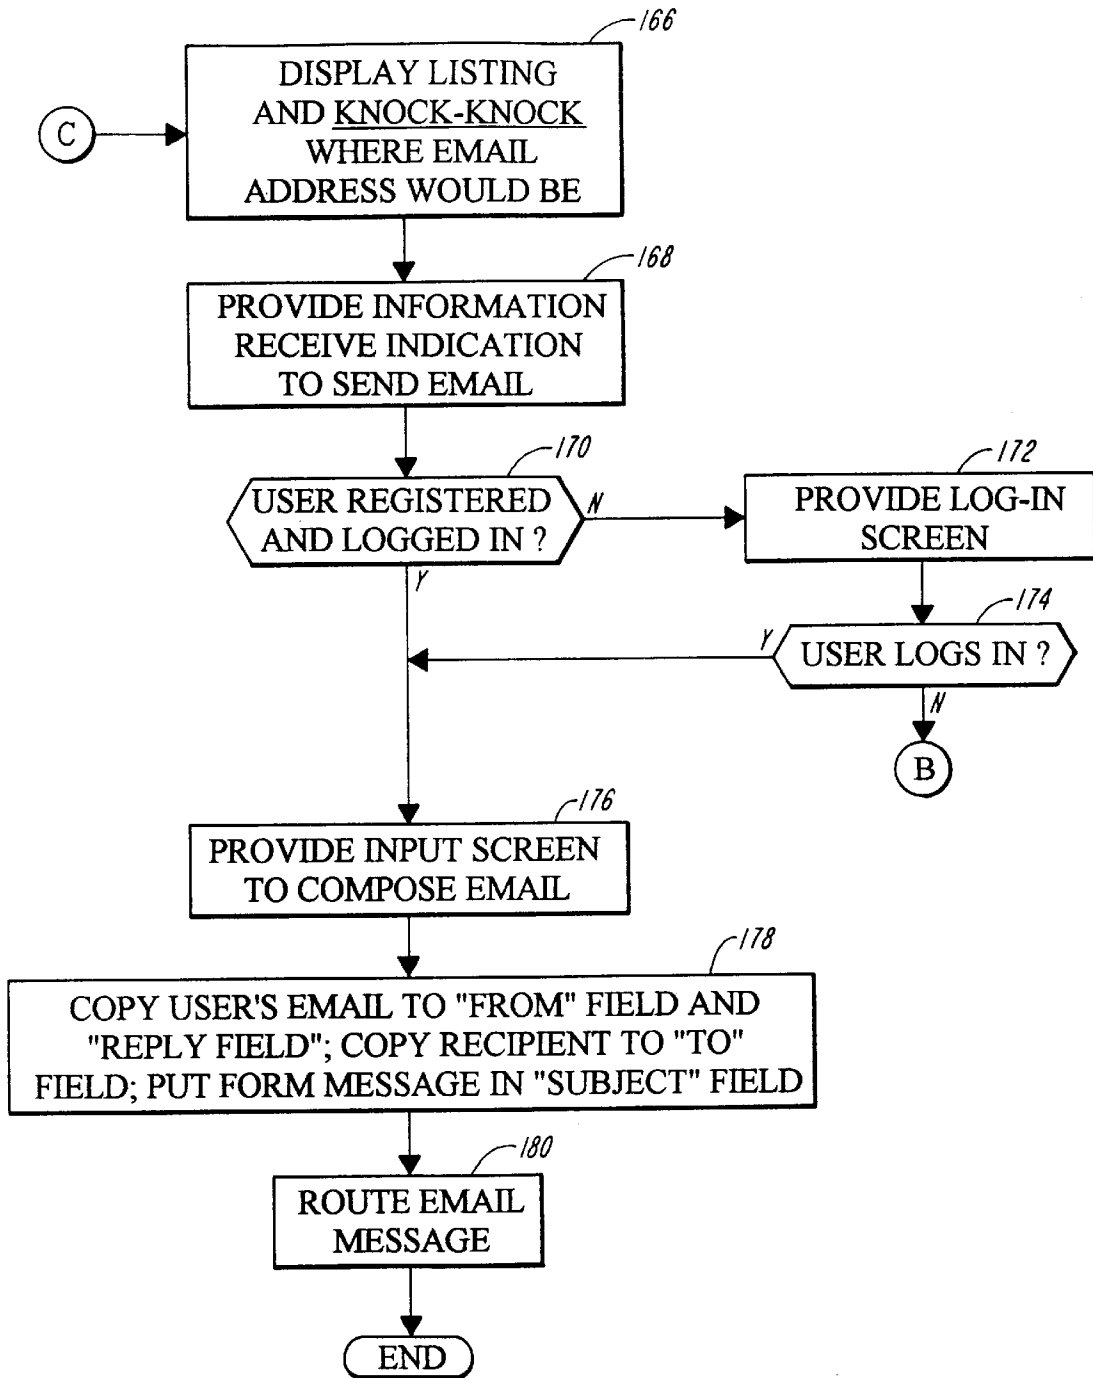 166
DISPLAY LISTING
AND KNOCK-KNOCK
WHERE EMAIL
ADDRESS WOULD BE
C
168
PROVIDE INFORMATION
RECEIVE INDICATION
TO SEND EMAIL
170
USER REGISTERED
AND LOGGED IN ?
N
Y
172
PROVIDE LOG-IN
SCREEN
174
USER LOGS IN ?
Y
N
B
176
PROVIDE INPUT SCREEN
TO COMPOSE EMAIL
178
COPY USER'S EMAIL TO "FROM" FIELD AND
"REPLY FIELD"; COPY RECIPIENT TO "TO"
FIELD; PUT FORM MESSAGE IN "SUBJECT" FIELD
180
ROUTE EMAIL
MESSAGE
END